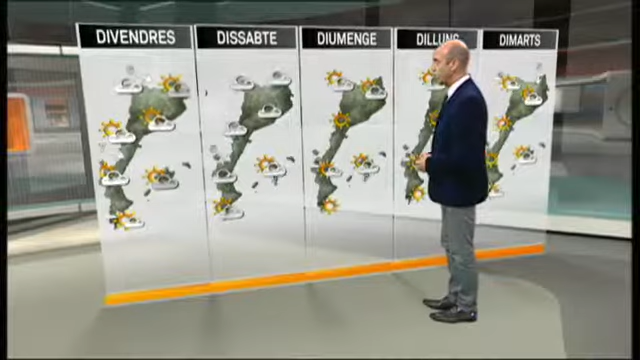 DIVENDRES
DISSABTE
DIUMENGE
DILLUNS
DIMARTS